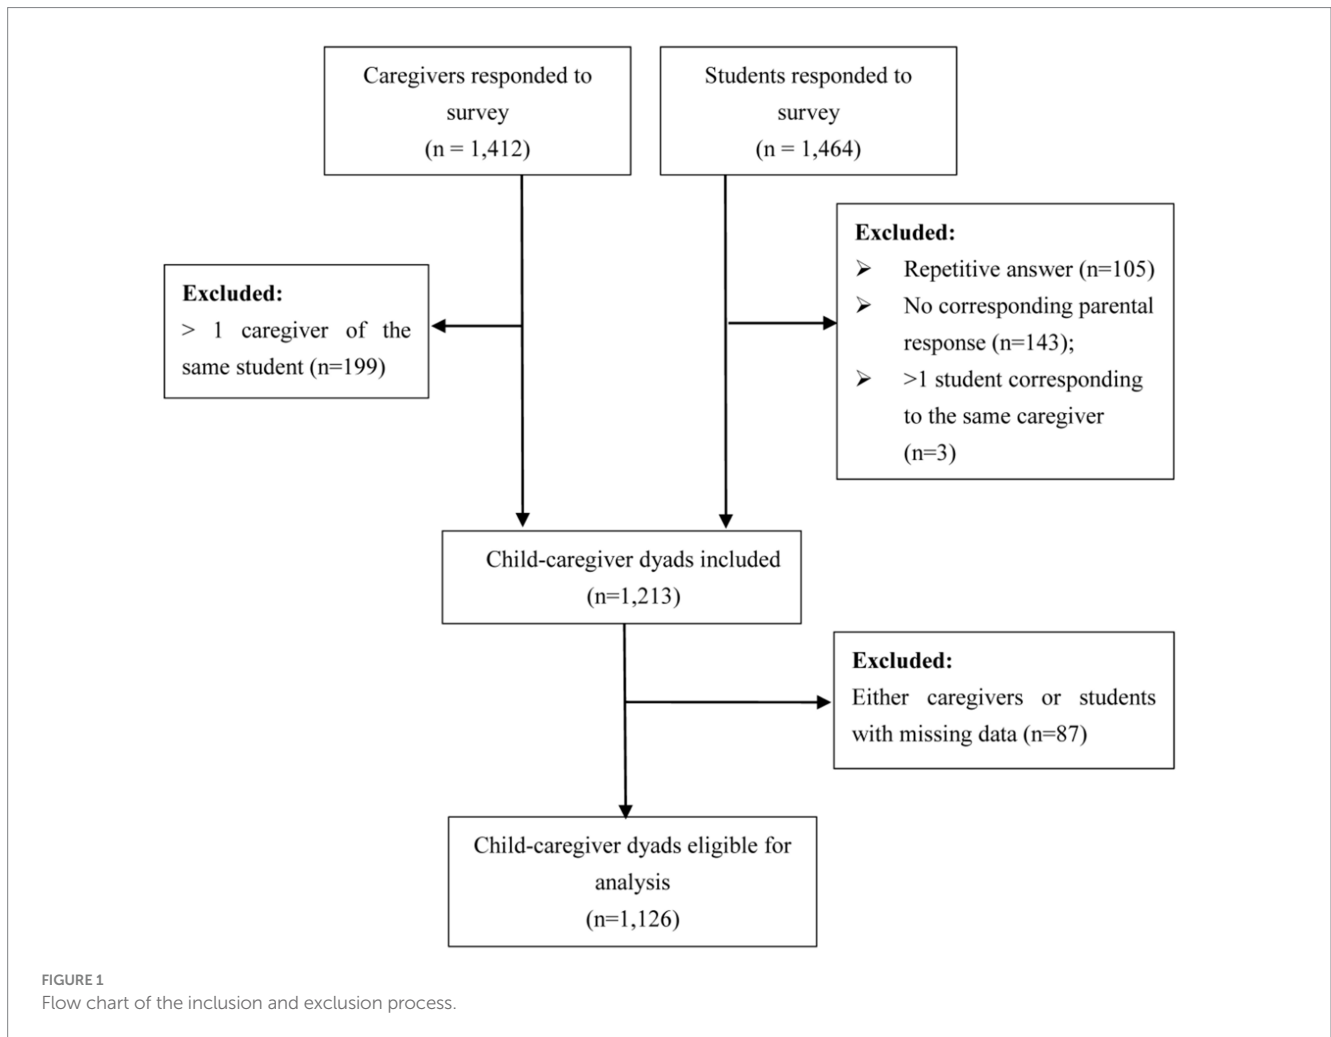 Caregivers responded to
survey
(n = 1,412)
Students responded to
survey
(n = 1,464)
Excluded:
➢ Repetitive answer (n=105)
➢ No corresponding parental
response (n=143);
➢ >1 student corresponding
to the same caregiver
(n=3)
Excluded:
> 1 caregiver of the
same student (n=199)
Child-caregiver dyads included
(n=1,213)
Excluded:
Either caregivers or students
with missing data (n=87)
Child-caregiver dyads eligible for
analysis
(n=1,126)
FIGURE 1
Flow chart of the inclusion and exclusion process.